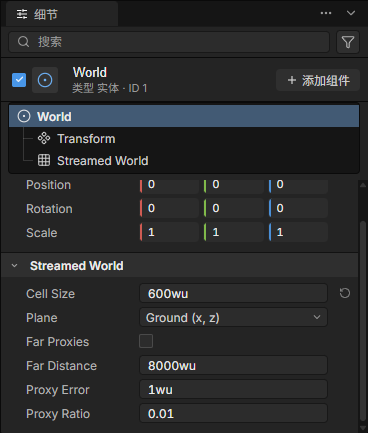 细节
搜索
World
类型 实体 · ID 1
添加组件
World
Transform
Streamed World
Position 0 0 0
Rotation 0 0 0
Scale 1 1 1
Streamed World
Cell Size 600wu
Plane Ground (x, z)
Far Proxies
Far Distance 8000wu
Proxy Error 1wu
Proxy Ratio 0.01